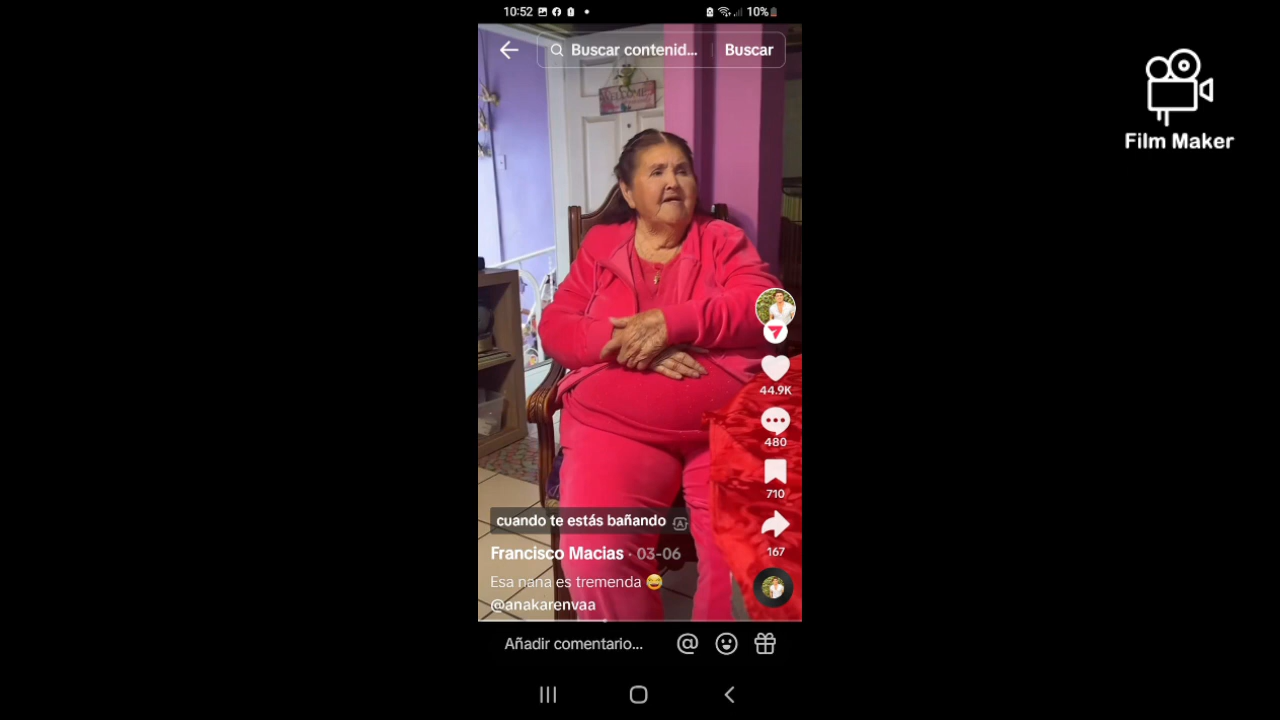 10:52
10%
Buscar contenid...
Buscar
WELCOME
44.9K
480
710
167
cuando te estás bañando
Francisco Macias · 03-06
Esa nana es tremenda 😄
@anakarenvaa
Añadir comentario...
Film Maker